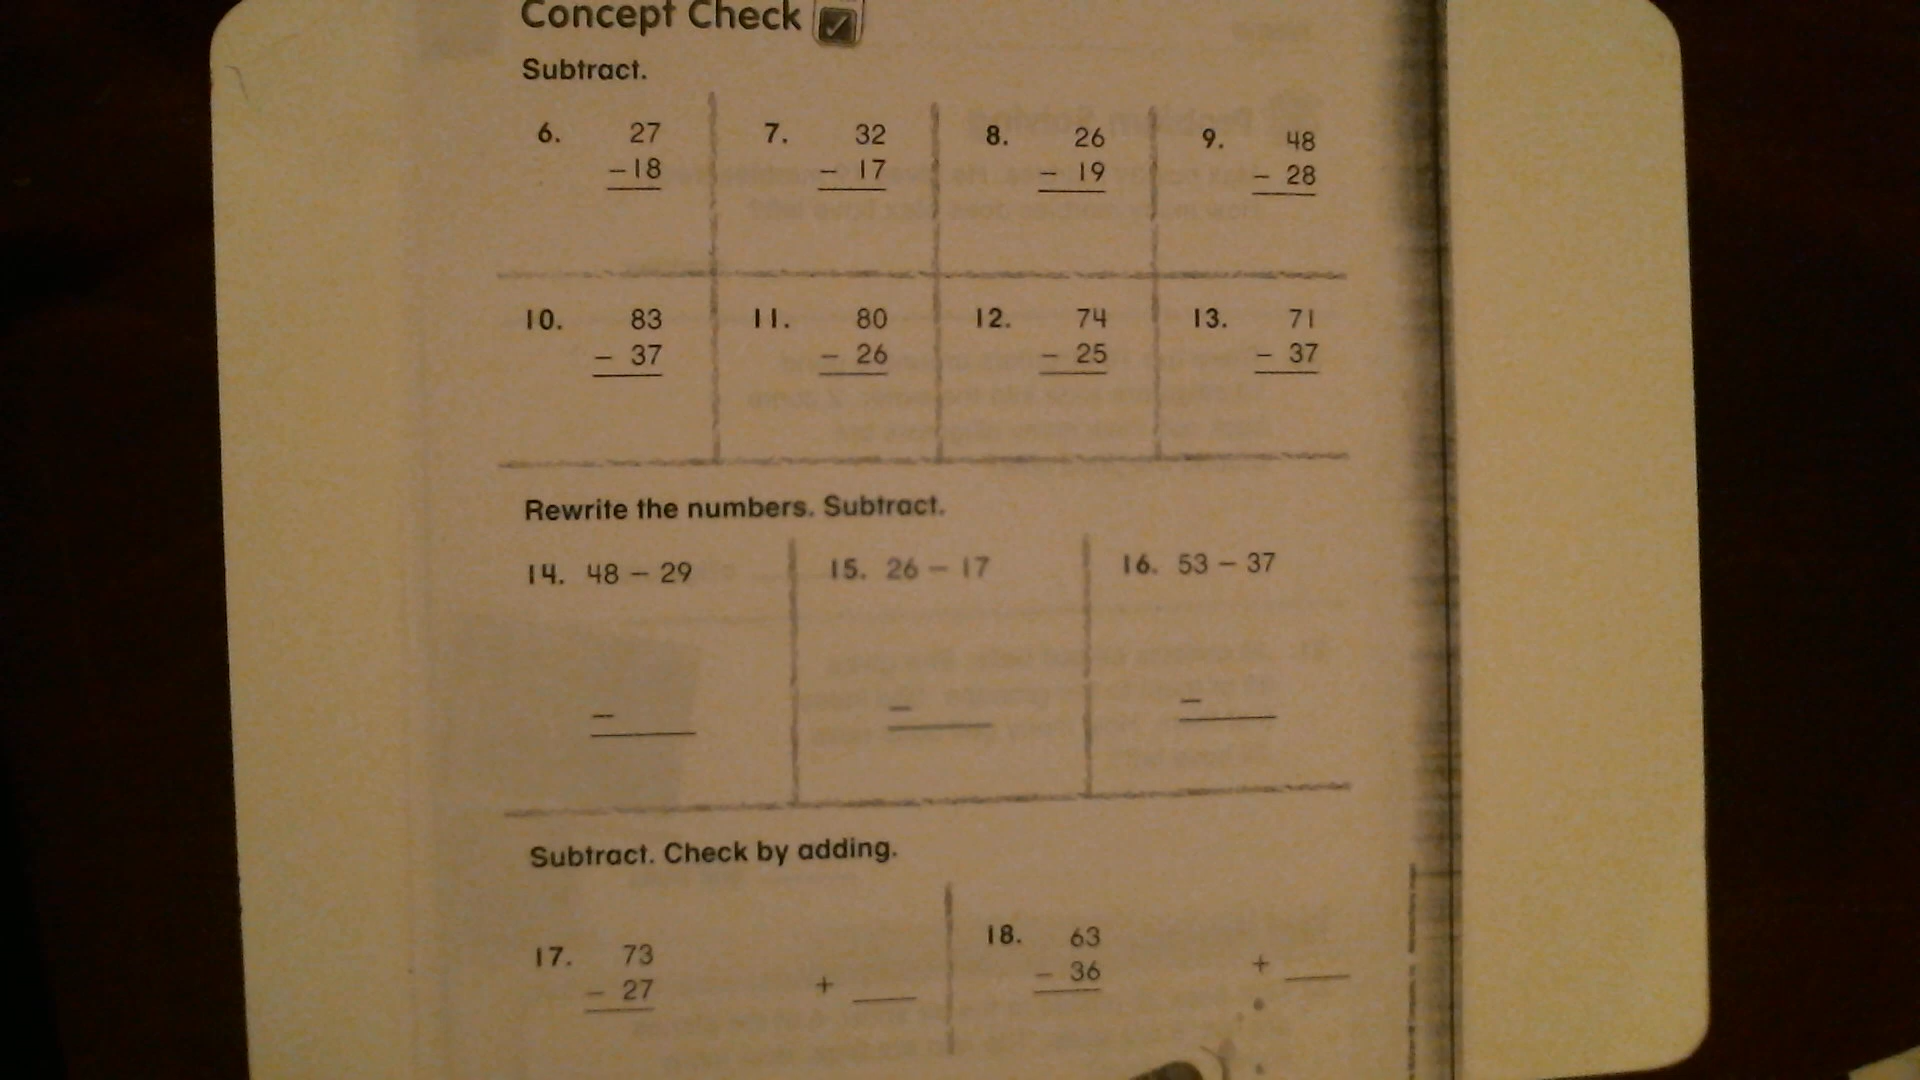 Concept Check
Subtract.
6. 27 7. 32 8. 26 9. 48
-18 - 17 - 19 - 28
10. 83 11. 80 12. 74 13. 71
- 37 - 26 - 25 - 37
Rewrite the numbers. Subtract.
14. 48 - 29 15. 26 - 17 16. 53 - 37
- - -
Subtract. Check by adding.
17. 73 18. 63
- 27 + - 36 +